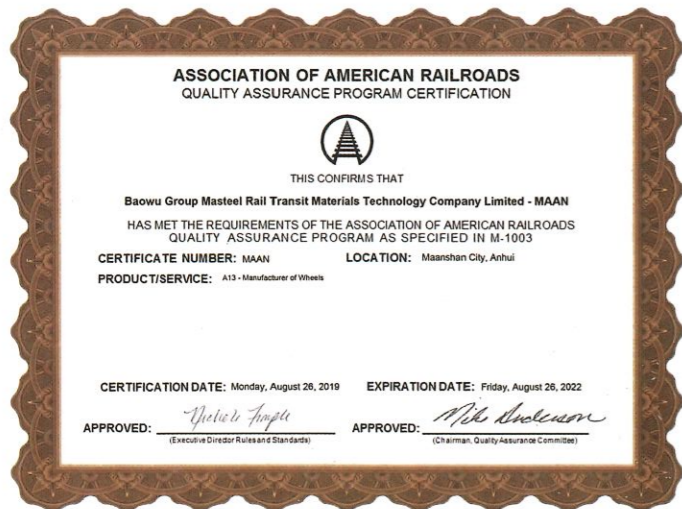 ASSOCIATION OF AMERICAN RAILROADS
QUALITY ASSURANCE PROGRAM CERTIFICATION
THIS CONFIRMS THAT
Baowu Group Masteel Rail Transit Materials Technology Company Limited - MAAN
HAS MET THE REQUIREMENTS OF THE ASSOCIATION OF AMERICAN RAILROADS
QUALITY ASSURANCE PROGRAM AS SPECIFIED IN M-1003
CERTIFICATE NUMBER: MAAN LOCATION: Maanshan City, Anhui
PRODUCT/SERVICE: A13 - Manufacturer of Wheels
CERTIFICATION DATE: Monday, August 26, 2019 EXPIRATION DATE: Friday, August 26, 2022
APPROVED: APPROVED: Mike Anderson
(Executive Director Rules and Standards) (Chairman, Quality Assurance Committee)